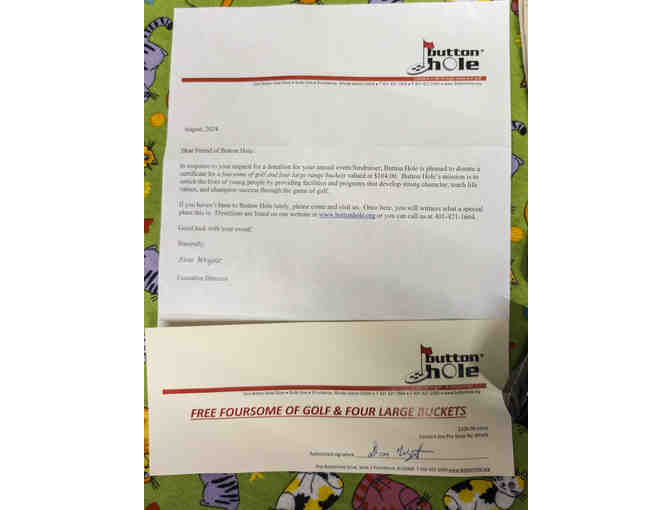 button
hole
August, 2024
Dear Friend of Button Hole:
In response to your request for a donation for your annual event/fundraiser, Button Hole is pleased to donate a
certificate for a foursome of golf and four large range buckets valued at $104.00. Button Hole's mission is to
enrich the lives of young people by providing facilities and programs that develop strong character, teach life
values, and champion success through the game of golf.
If you haven't been to Button Hole lately, please come and visit us. Once here, you will witness what a special
place this is. Directions are listed on our website at www.buttonhole.org or you can call us at 401-421-1664.
Good luck with your event!
Sincerely,
Executive Director
button
hole
FREE FOURSOME OF GOLF & FOUR LARGE BUCKETS
Authorized signature